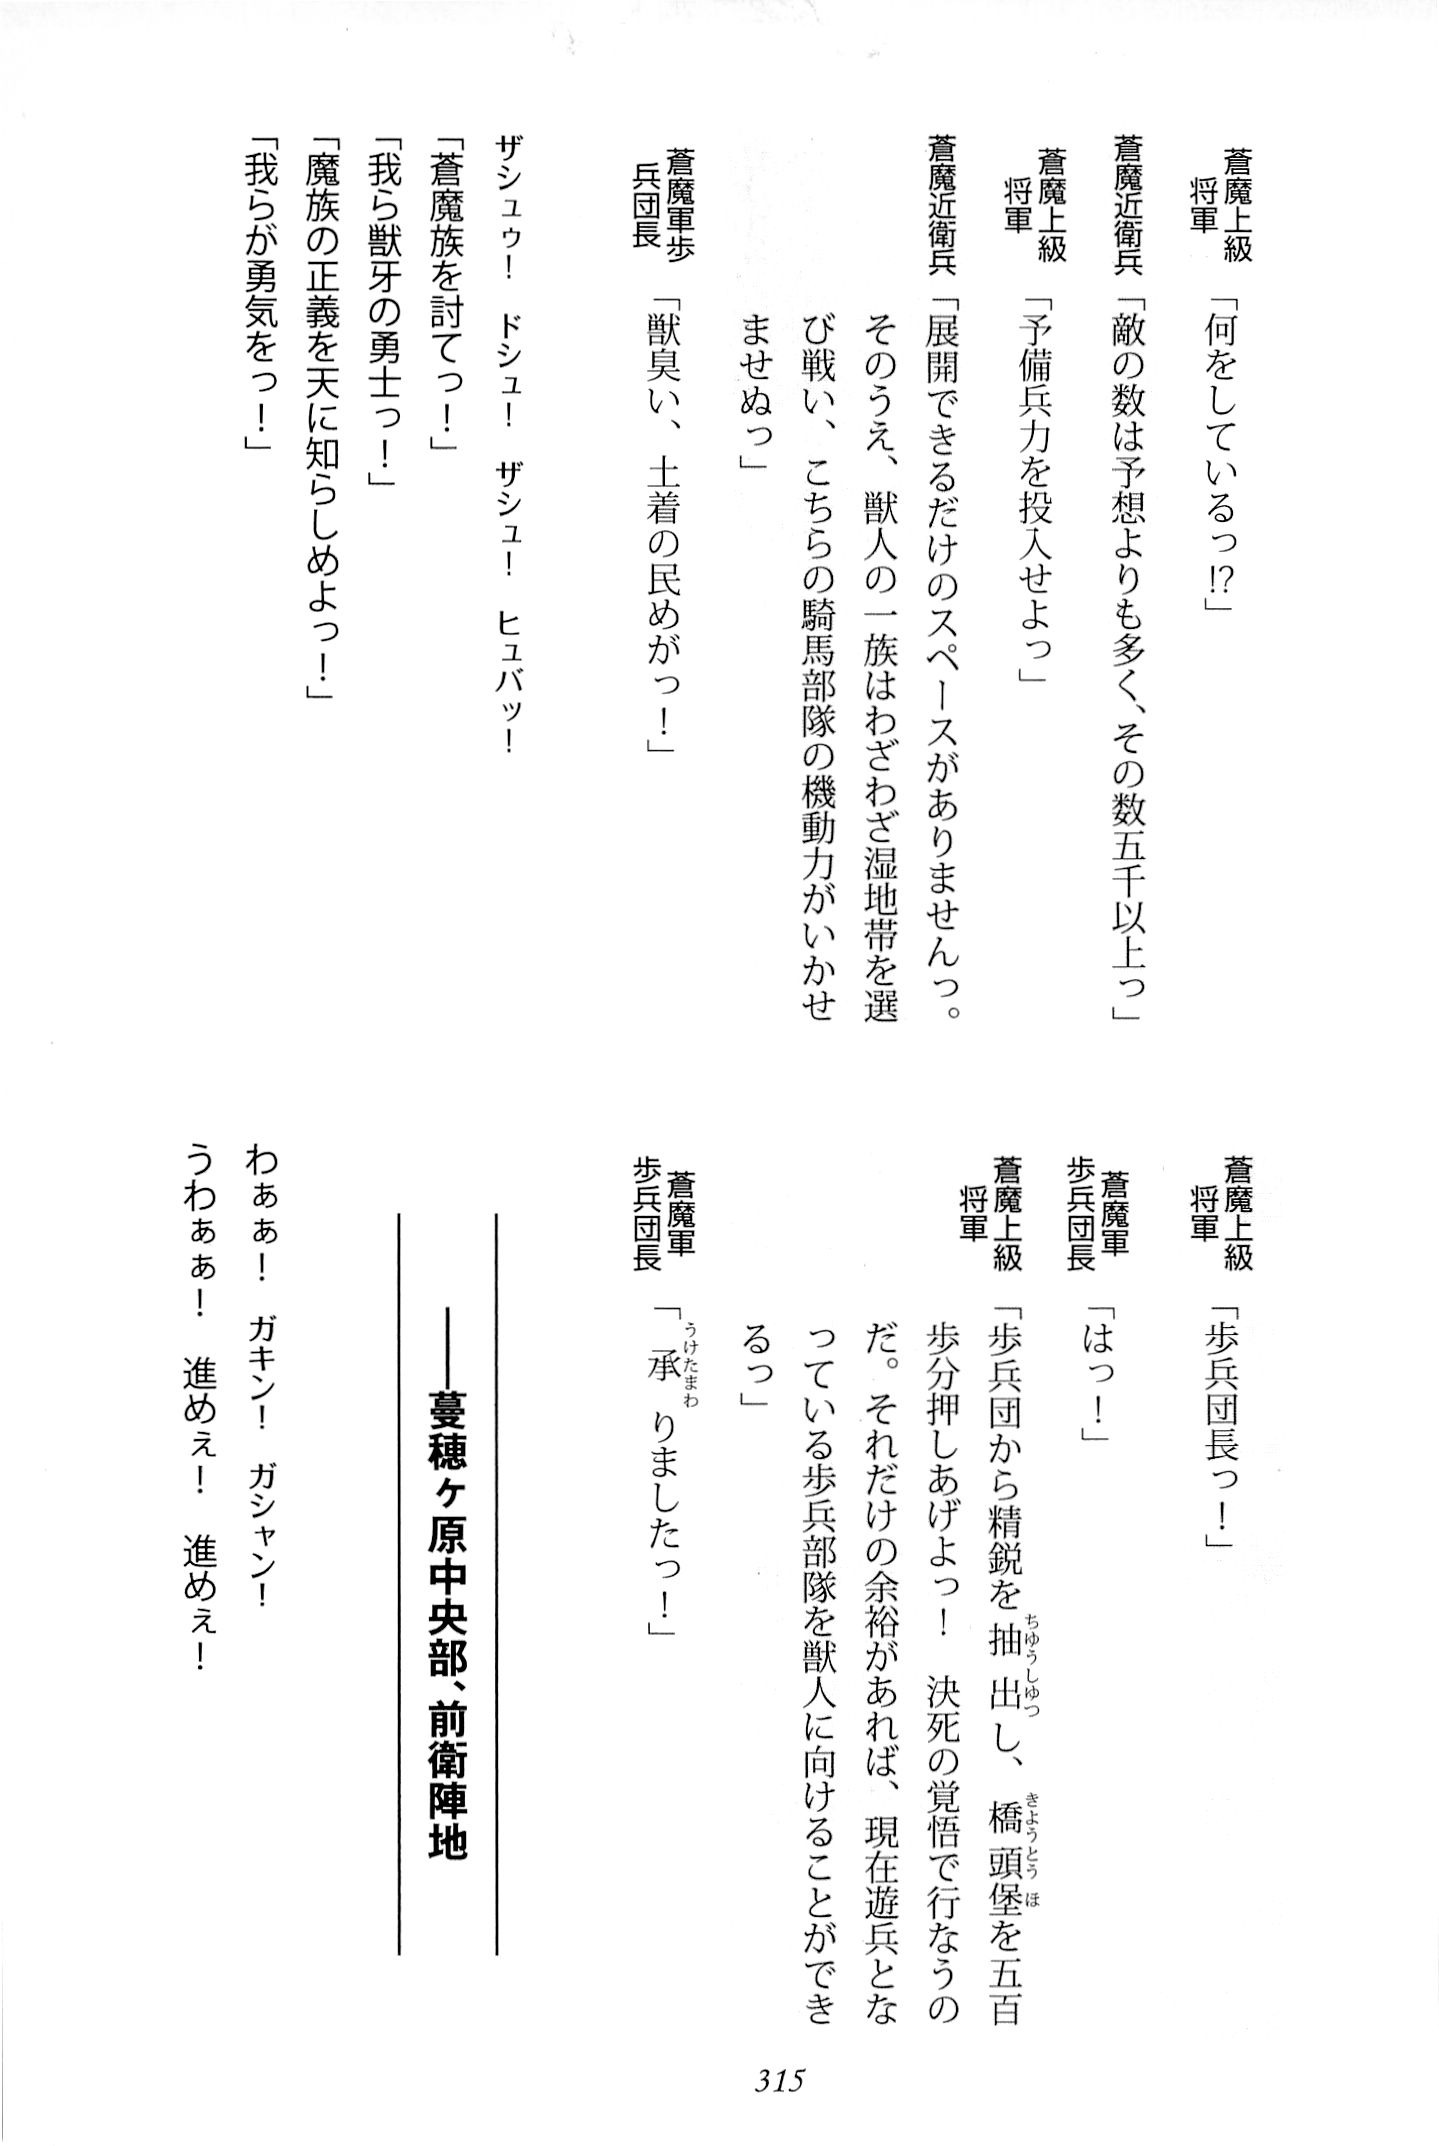 蒼魔上級
将軍
「何をしているっ!?」
蒼魔近衛兵
「敵の数は予想よりも多く、その数五千以上っ」
蒼魔上級
将軍
「予備兵力を投入せよっ」
蒼魔近衛兵
「展開できるだけのスペースがありませんっ。
そのうえ、獣人の一族はわざわざ湿地帯を選
び戦い、こちらの騎馬部隊の機動力がいかせ
ませぬっ」
蒼魔軍歩
兵団長
「獣臭い、土着の民めがっ！」
ザシュゥ！　ドシュ！　ザシュ！　ヒュバッ！
「蒼魔族を討てっ！」
「我ら獣牙の勇士っ！」
「魔族の正義を天に知らしめよっ！」
「我らが勇気をっ！」
蒼魔上級
将軍
「歩兵団長っ！」
蒼魔軍
歩兵団長
「はっ！」
蒼魔上級
将軍
ちゆうしゆつ
きようとうほ
「歩兵団から精鋭を抽出し、橋頭堡を五百
歩分押しあげよっ！　決死の覚悟で行なうの
だ。それだけの余裕があれば、現在遊兵とな
っている歩兵部隊を獣人に向けることができ
るっ」
蒼魔軍
歩兵団長
うけたまわ
「承りましたっ！」
――蔓穂ヶ原中央部、前衛陣地
わぁぁ！　ガキン！　ガシャン！
うわぁぁ！　進めぇ！　進めぇ！
315